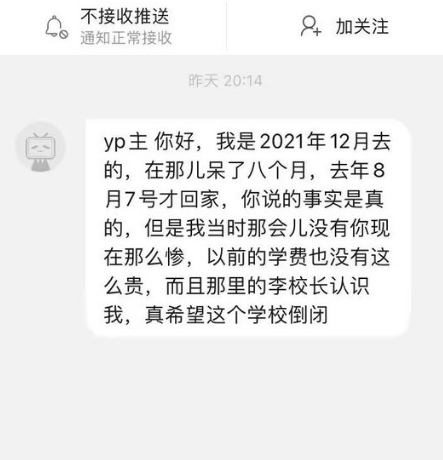 不接收推送
通知正常接收
加关注
昨天 20:14
yp主 你好，我是2021年12月去
的，在那儿呆了八个月，去年8
月7号才回家，你说的事实是真
的，但是我当时那会儿没有你现
在那么惨，以前的学费也没有这
么贵，而且那里的李校长认识
我，真希望这个学校倒闭